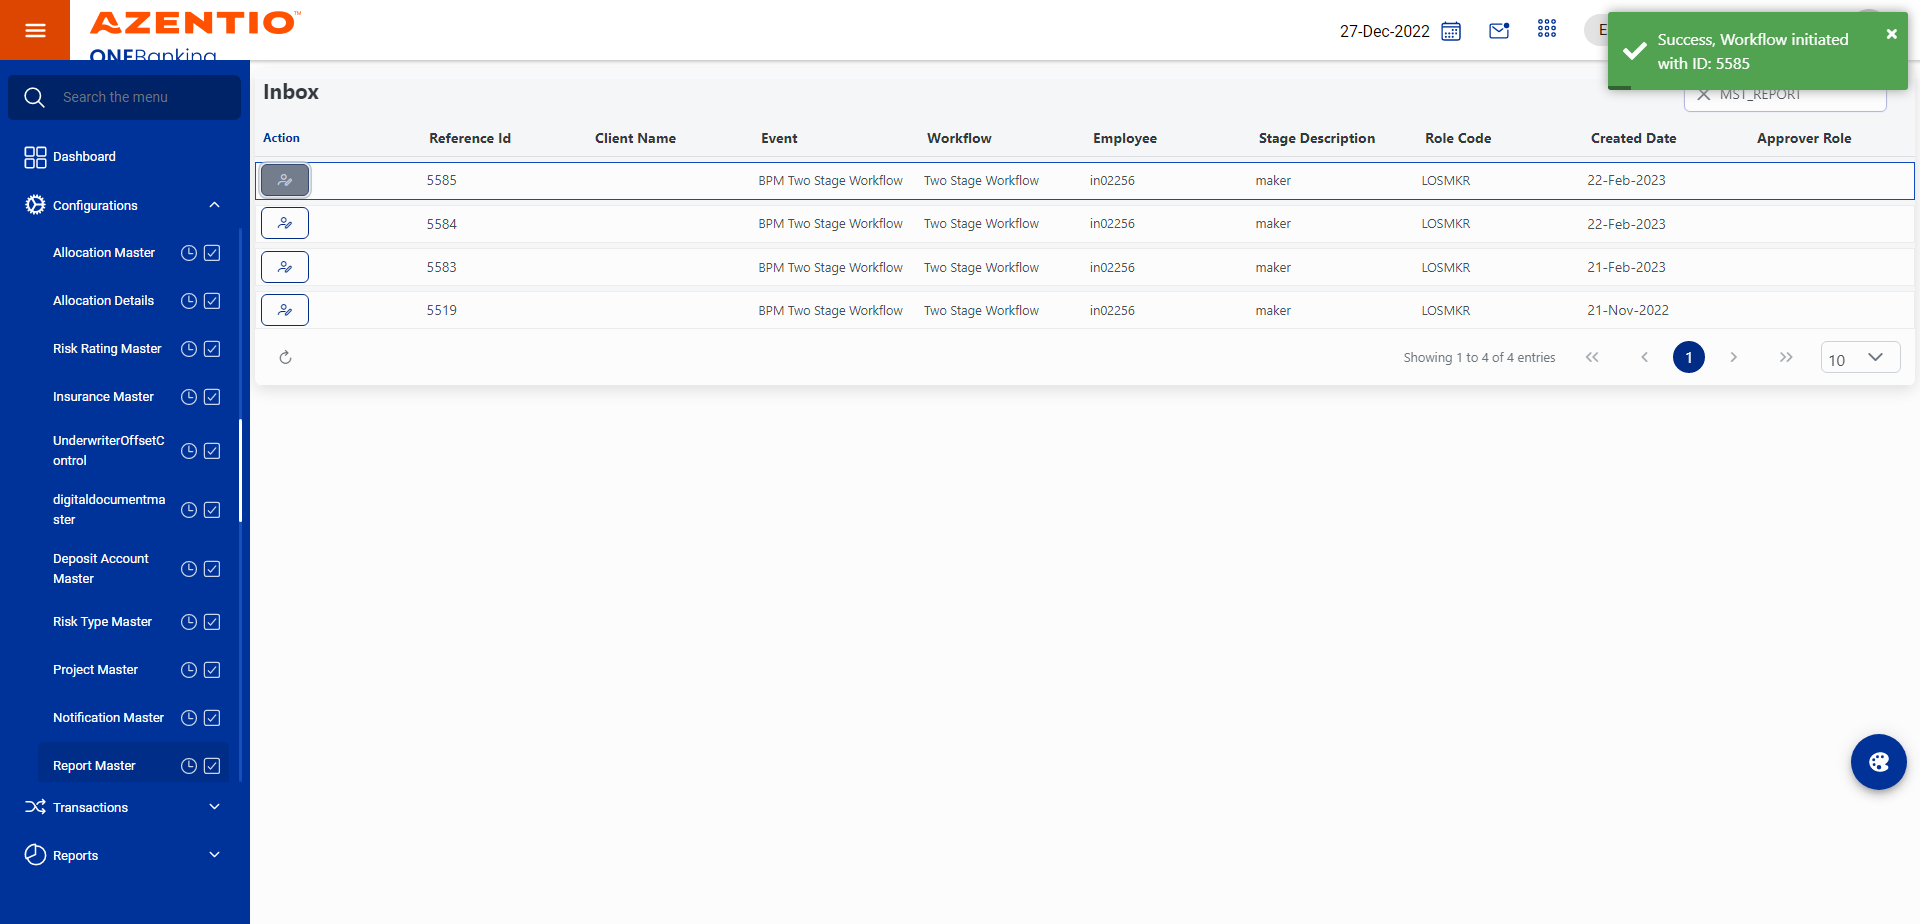 AZENTIO™
ONEBanking
27-Dec-2022
E
Success, Workflow initiated
with ID: 5585
Search the menu
Inbox
MST_REPORT
Action Reference Id Client Name Event Workflow Employee Stage Description Role Code Created Date Approver Role
5585 BPM Two Stage Workflow Two Stage Workflow in02256 maker LOSMKR 22-Feb-2023
5584 BPM Two Stage Workflow Two Stage Workflow in02256 maker LOSMKR 22-Feb-2023
5583 BPM Two Stage Workflow Two Stage Workflow in02256 maker LOSMKR 21-Feb-2023
5519 BPM Two Stage Workflow Two Stage Workflow in02256 maker LOSMKR 21-Nov-2022
Showing 1 to 4 of 4 entries 1 10
Dashboard
Configurations
Allocation Master
Allocation Details
Risk Rating Master
Insurance Master
UnderwriterOffsetC
ontrol
digitaldocumentma
ster
Deposit Account
Master
Risk Type Master
Project Master
Notification Master
Report Master
Transactions
Reports